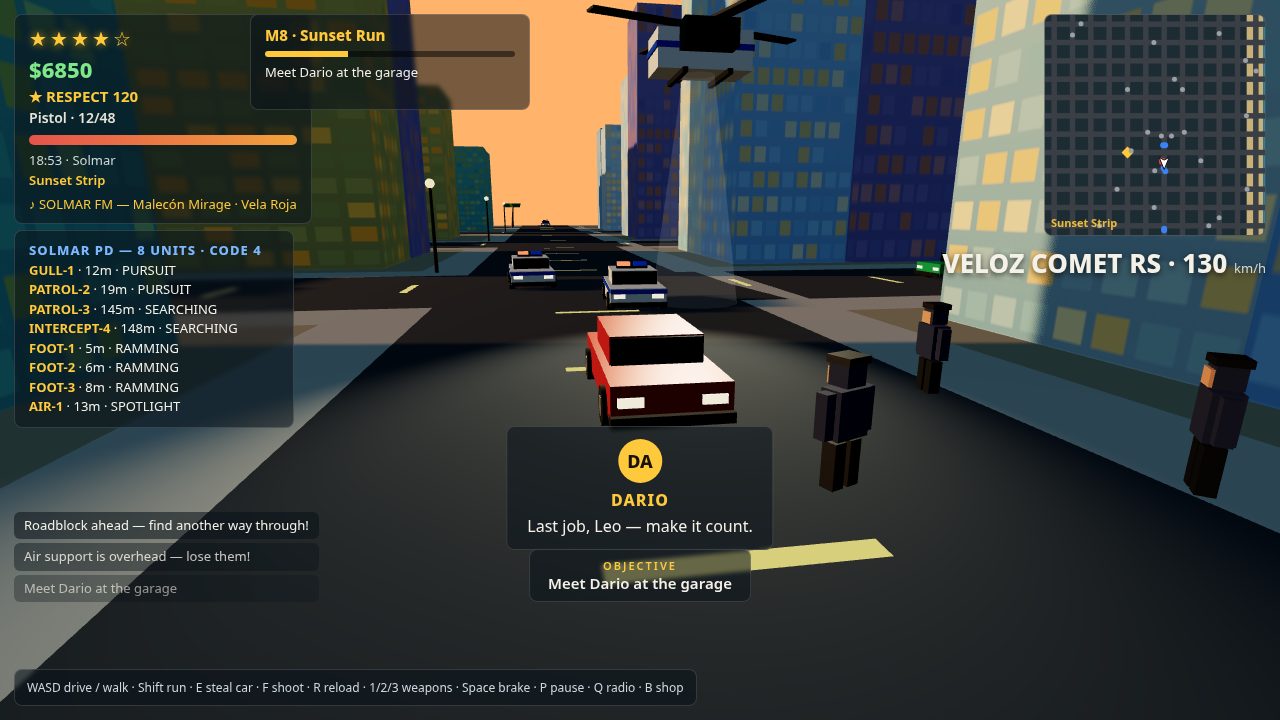 ★★★★☆
$6850
★ RESPECT 120
Pistol · 12/48
18:53 · Solmar
Sunset Strip
♪ SOLMAR FM — Malecón Mirage · Vela Roja
M8 · Sunset Run
Meet Dario at the garage
Sunset Strip
VELOZ COMET RS · 130 km/h
SOLMAR PD — 8 UNITS · CODE 4
GULL-1 · 12m · PURSUIT
PATROL-2 · 19m · PURSUIT
PATROL-3 · 145m · SEARCHING
INTERCEPT-4 · 148m · SEARCHING
FOOT-1 · 5m · RAMMING
FOOT-2 · 6m · RAMMING
FOOT-3 · 8m · RAMMING
AIR-1 · 13m · SPOTLIGHT
DA
DARIO
Last job, Leo — make it count.
OBJECTIVE
Meet Dario at the garage
Roadblock ahead — find another way through!
Air support is overhead — lose them!
Meet Dario at the garage
WASD drive / walk · Shift run · E steal car · F shoot · R reload · 1/2/3 weapons · Space brake · P pause · Q radio · B shop